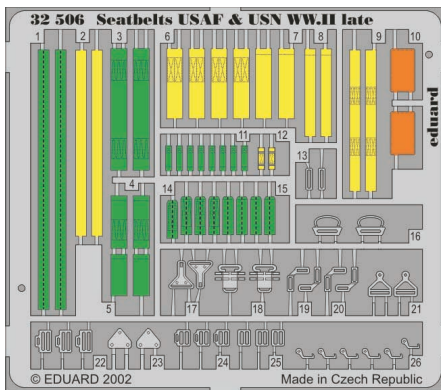 32 506 Seatbelts USAF & USN WW.II late
1 2 3 6 7 8 9 10
eduard
11 12
13
4
14 15
16
5
17 18 19 20 21
22 23 24 25 26
© EDUARD 2002 Made in Czech Republic